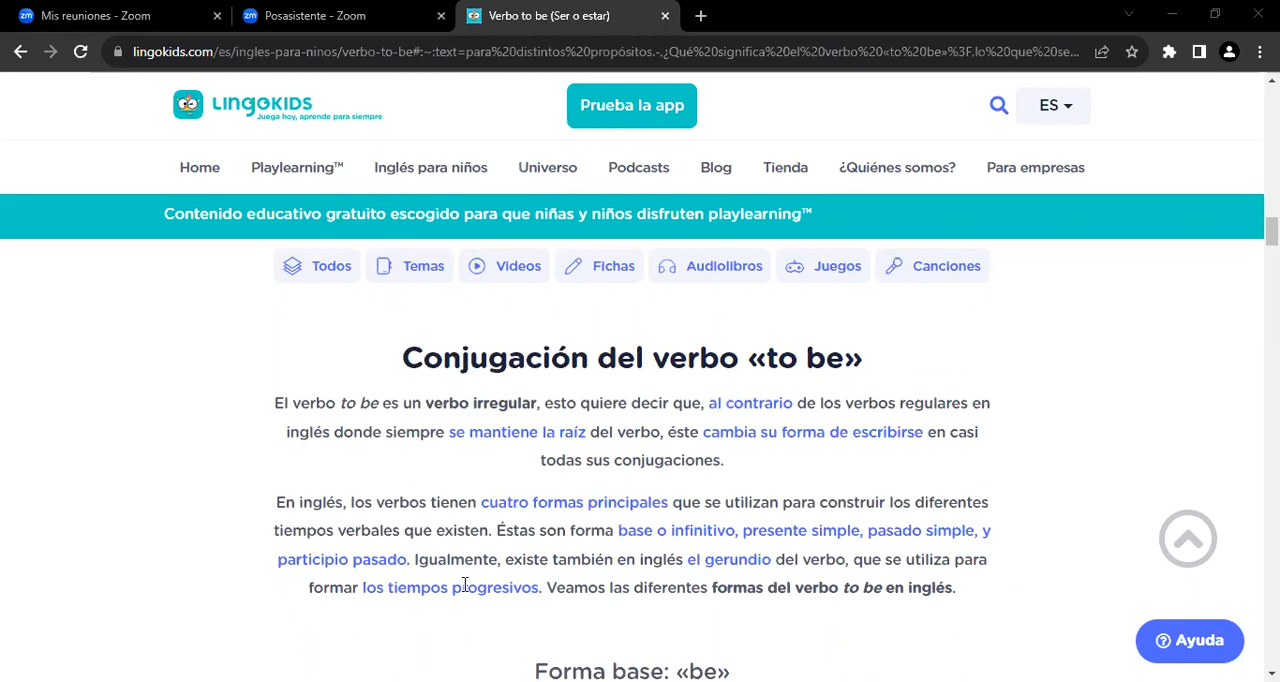 Mis reuniones - Zoom
Posasistente - Zoom
Verbo to be (Ser o estar)
lingokids.com/es/ingles-para-ninos/verbo-to-be#:~:text=para%20distintos%20propósitos.-,¿Qué%20significa%20el%20verbo%20«to%20be»%3F,lo%20que%20se...
LINGOKIDS
Juega hoy, aprende para siempre
Prueba la app
ES
Home
Playlearning™
Inglés para niños
Universo
Podcasts
Blog
Tienda
¿Quiénes somos?
Para empresas
Contenido educativo gratuito escogido para que niñas y niños disfruten playlearning™
Todos
Temas
Videos
Fichas
Audiolibros
Juegos
Canciones
Conjugación del verbo «to be»
El verbo to be es un verbo irregular, esto quiere decir que, al contrario de los verbos regulares en
inglés donde siempre se mantiene la raíz del verbo, éste cambia su forma de escribirse en casi
todas sus conjugaciones.
En inglés, los verbos tienen cuatro formas principales que se utilizan para construir los diferentes
tiempos verbales que existen. Éstas son forma base o infinitivo, presente simple, pasado simple, y
participio pasado. Igualmente, existe también en inglés el gerundio del verbo, que se utiliza para
formar los tiempos progresivos. Veamos las diferentes formas del verbo to be en inglés.
Ayuda
Forma base: «be»